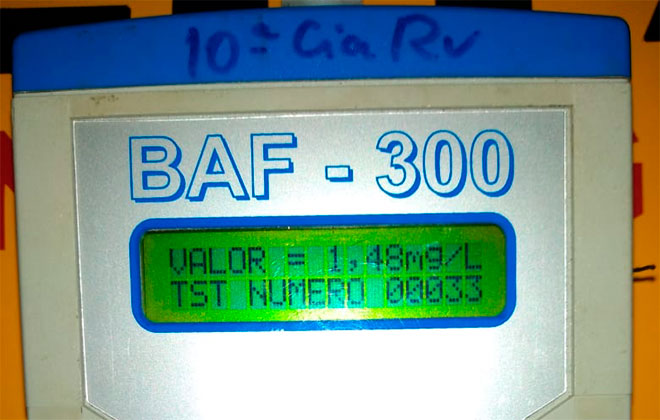 10ª Cia Rv
BAF - 300
VALOR = 1,48mg/L
TST NUMERO 00033